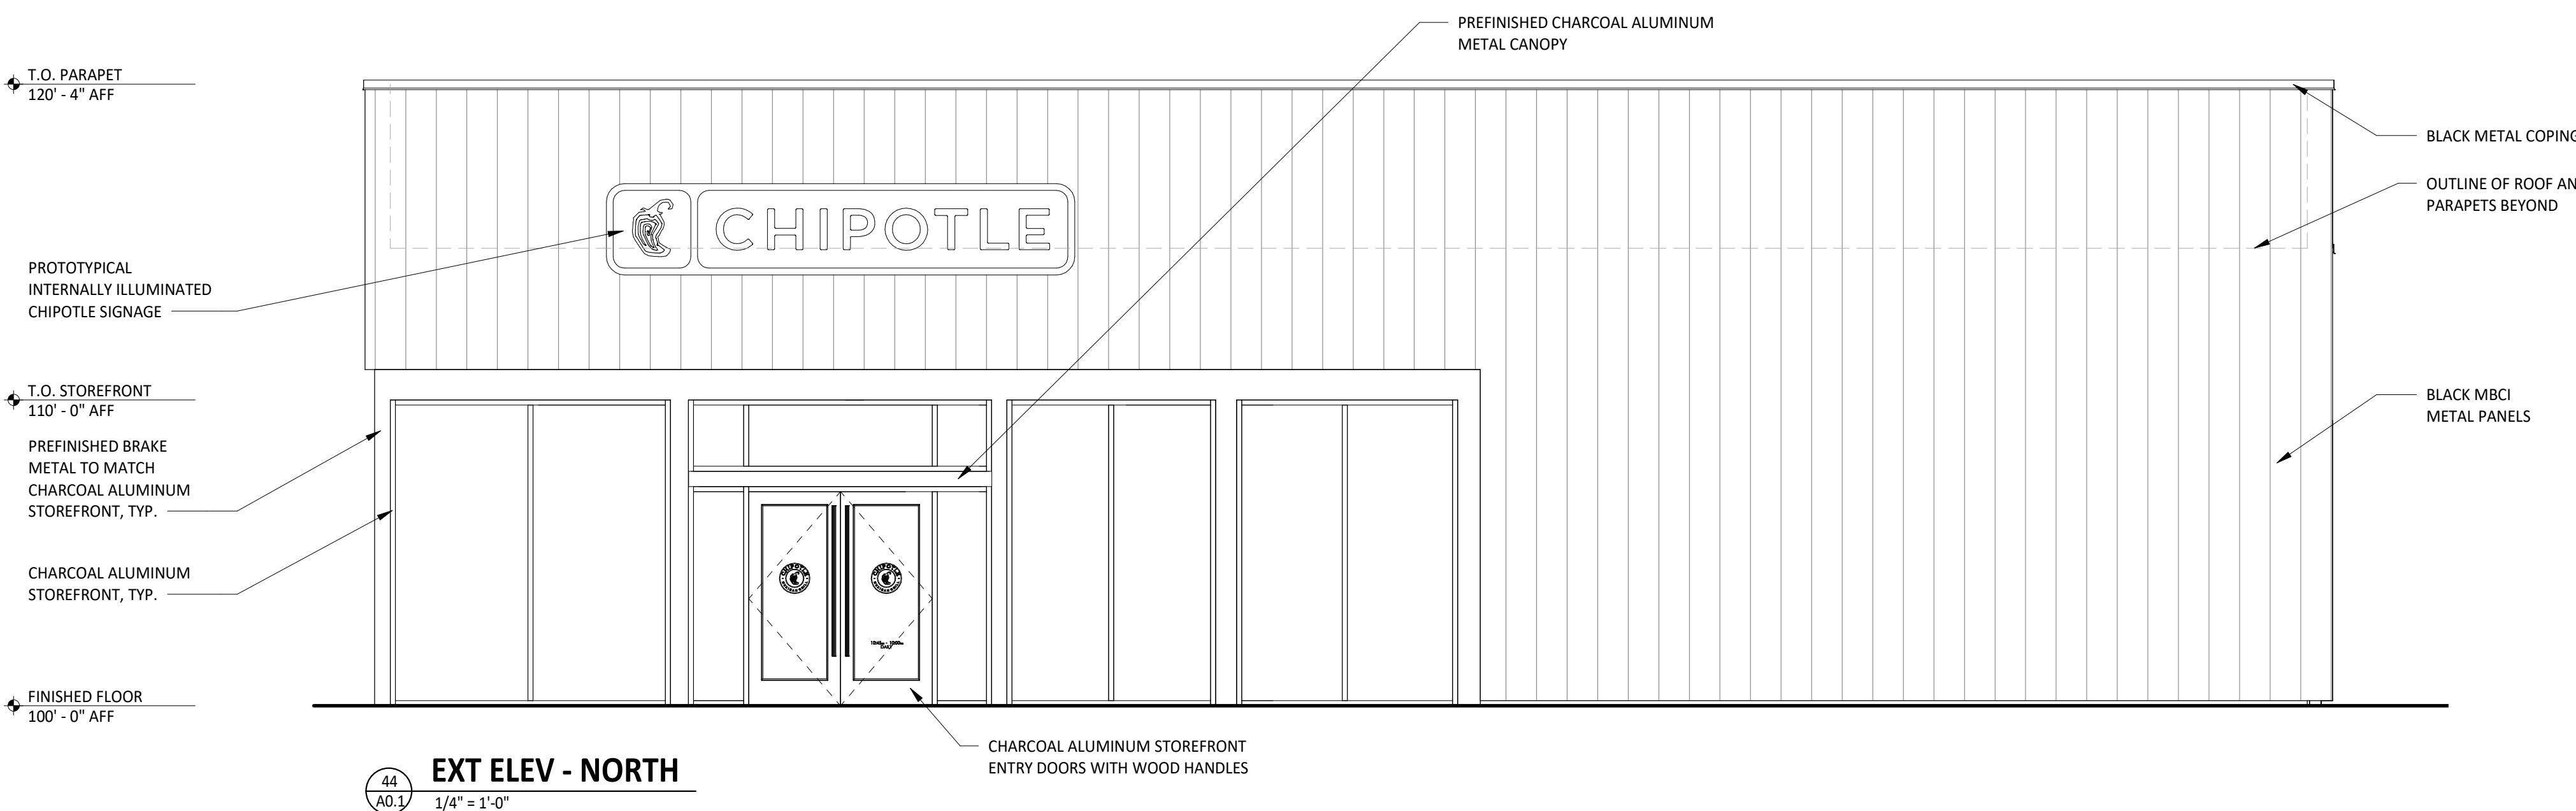 PREFINISHED CHARCOAL ALUMINUM
METAL CANOPY
T.O. PARAPET
120' - 4" AFF
BLACK METAL COPING
OUTLINE OF ROOF AN
PARAPETS BEYOND
CHIPOTLE
PROTOTYPICAL
INTERNALLY ILLUMINATED
CHIPOTLE SIGNAGE
T.O. STOREFRONT
110' - 0" AFF
BLACK MBCI
METAL PANELS
PREFINISHED BRAKE
METAL TO MATCH
CHARCOAL ALUMINUM
STOREFRONT, TYP.
CHARCOAL ALUMINUM
STOREFRONT, TYP.
CHIPOTLE
CHIPOTLE
DAILY
FINISHED FLOOR
100' - 0" AFF
CHARCOAL ALUMINUM STOREFRONT
ENTRY DOORS WITH WOOD HANDLES
44
A0.1
EXT ELEV - NORTH
1/4" = 1'-0"